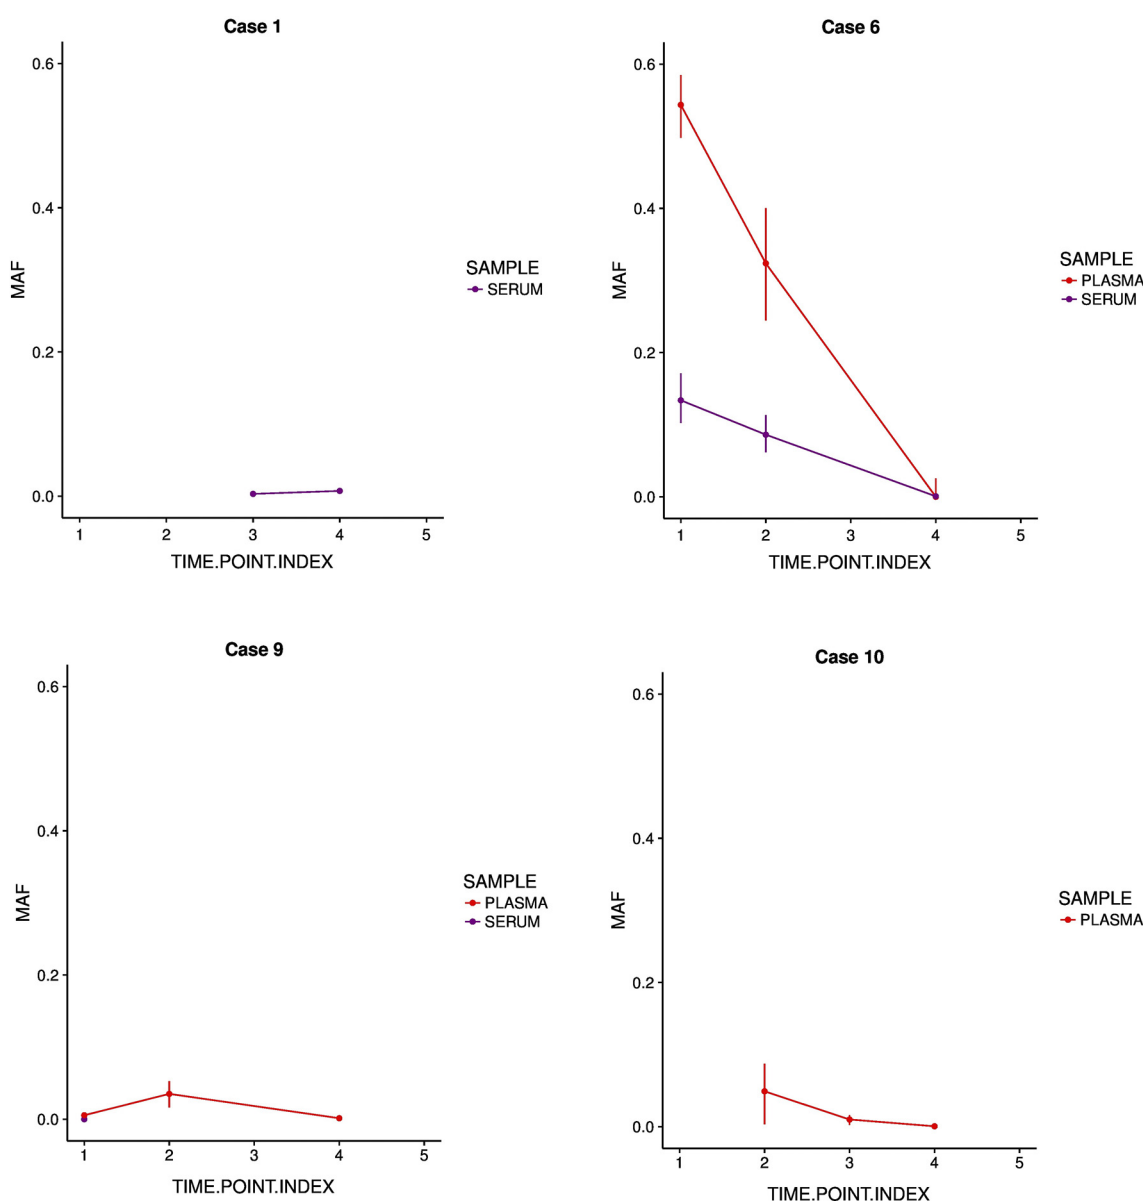 Case 1
0.6
0.4
0.2
0.0
MAF
1 2 3 4 5
TIME.POINT.INDEX
SAMPLE
SERUM
Case 6
0.6
0.4
0.2
0.0
MAF
1 2 3 4 5
TIME.POINT.INDEX
SAMPLE
PLASMA
SERUM
Case 9
0.6
0.4
0.2
0.0
MAF
1 2 3 4 5
TIME.POINT.INDEX
SAMPLE
PLASMA
SERUM
Case 10
0.6
0.4
0.2
0.0
MAF
1 2 3 4 5
TIME.POINT.INDEX
SAMPLE
PLASMA